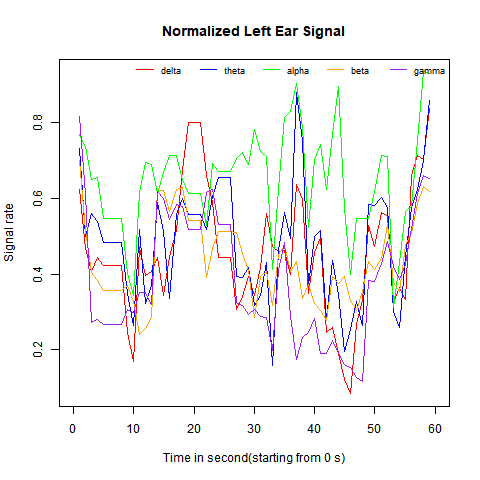 Normalized Left Ear Signal
delta theta alpha beta gamma
Signal rate
0.2 0.4 0.6 0.8
0 10 20 30 40 50 60
Time in second(starting from 0 s)